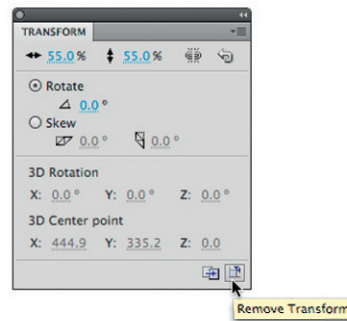 TRANSFORM
55.0 % 55.0 %
Rotate
0.0 °
Skew
0.0 ° 0.0 °
3D Rotation
X: 0.0 ° Y: 0.0 ° Z: 0.0 °
3D Center point
X: 444.9 Y: 335.2 Z: 0.0
Remove Transform